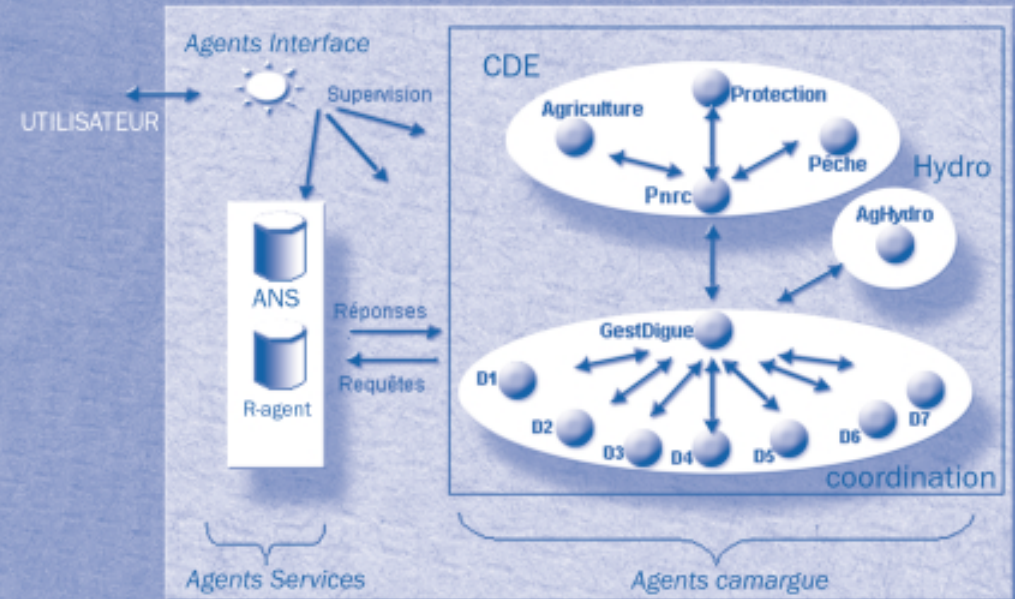 Agents Interface
UTILISATEUR
Supervision
ANS
R-agent
Réponses
Requêtes
Agents Services
CDE
Protection
Agriculture
Pêche
Pnrc
Hydro
AgHydro
GestDigue
D1
D2
D3
D4
D5
D6
D7
coordination
Agents camargue